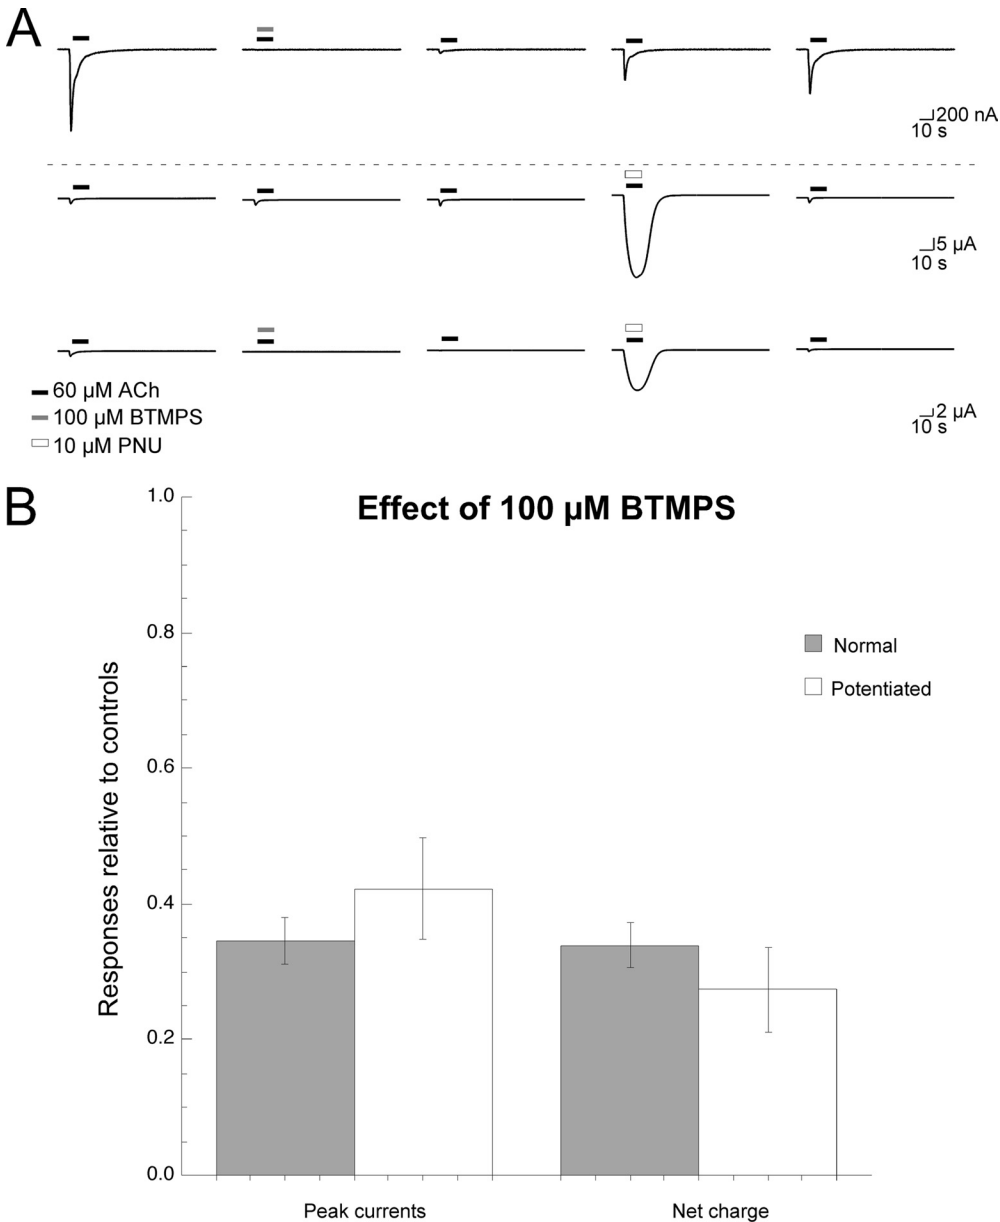 A
200 nA
10 s
5 µA
10 s
2 µA
10 s
60 µM ACh
100 µM BTMPS
10 µM PNU
B
Effect of 100 µM BTMPS
1.0
0.8
0.6
0.4
0.2
0.0
Responses relative to controls
Normal
Potentiated
Peak currents
Net charge